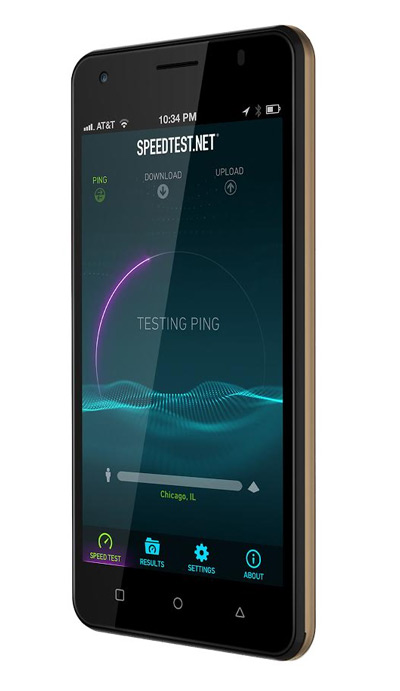 AT&T
10:34 PM
SPEEDTEST.NET®
PING
DOWNLOAD
UPLOAD
TESTING PING
Chicago, IL
SPEED TEST
RESULTS
SETTINGS
ABOUT